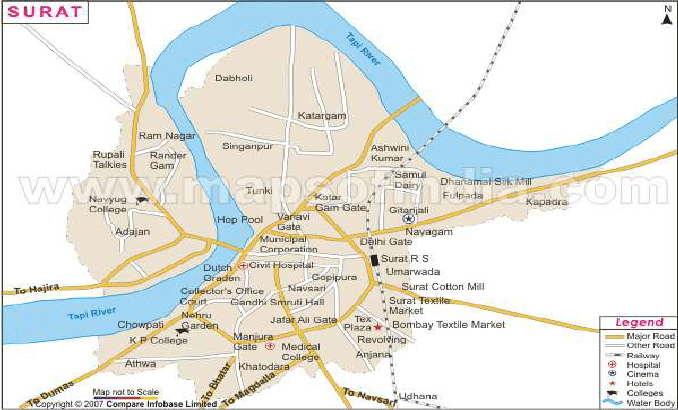 SURAT
N
Tapi River
Dabholi
Katargam
Ram Nagar
Singanpur
Ashwini
Kumar
Rupali
Talkies
Rander
Gam
Samul
Dairy
Dhanamal Silk Mill
www.mapsofindia.com
Tunki
Fulpada
Navyug
College
Katar
Gam Gate
Gitanjali
Kapadra
Hop Pool
Variavi
Gate
Adajan
Nayagam
Municipal
Corporation
Delhi Gate
Surat R S
Dutch
Graden
Civil Hospital
Umarwada
Gopipura
To Hajira
Collector's Office
Court
Navsari
Surat Cotton Mill
Gandhi Smruti Hall
Surat Textile
Market
Tapi River
Nehru
Garden
Chowpati
Jafar Ali Gate
Tex
Plaza
Bombay Textile Market
K P College
Manjura
Gate
Medical
College
Revolving
Anjana
Athwa
Khatodara
To Dumas
To Bhatar
To Magdalla
To Navsari
Udhana
Map not to Scale
Copyright © 2007 Compare Infobase Limited
Legend
Major Road
Other Road
Railway
Hospital
Cinema
Hotels
Colleges
Water Body